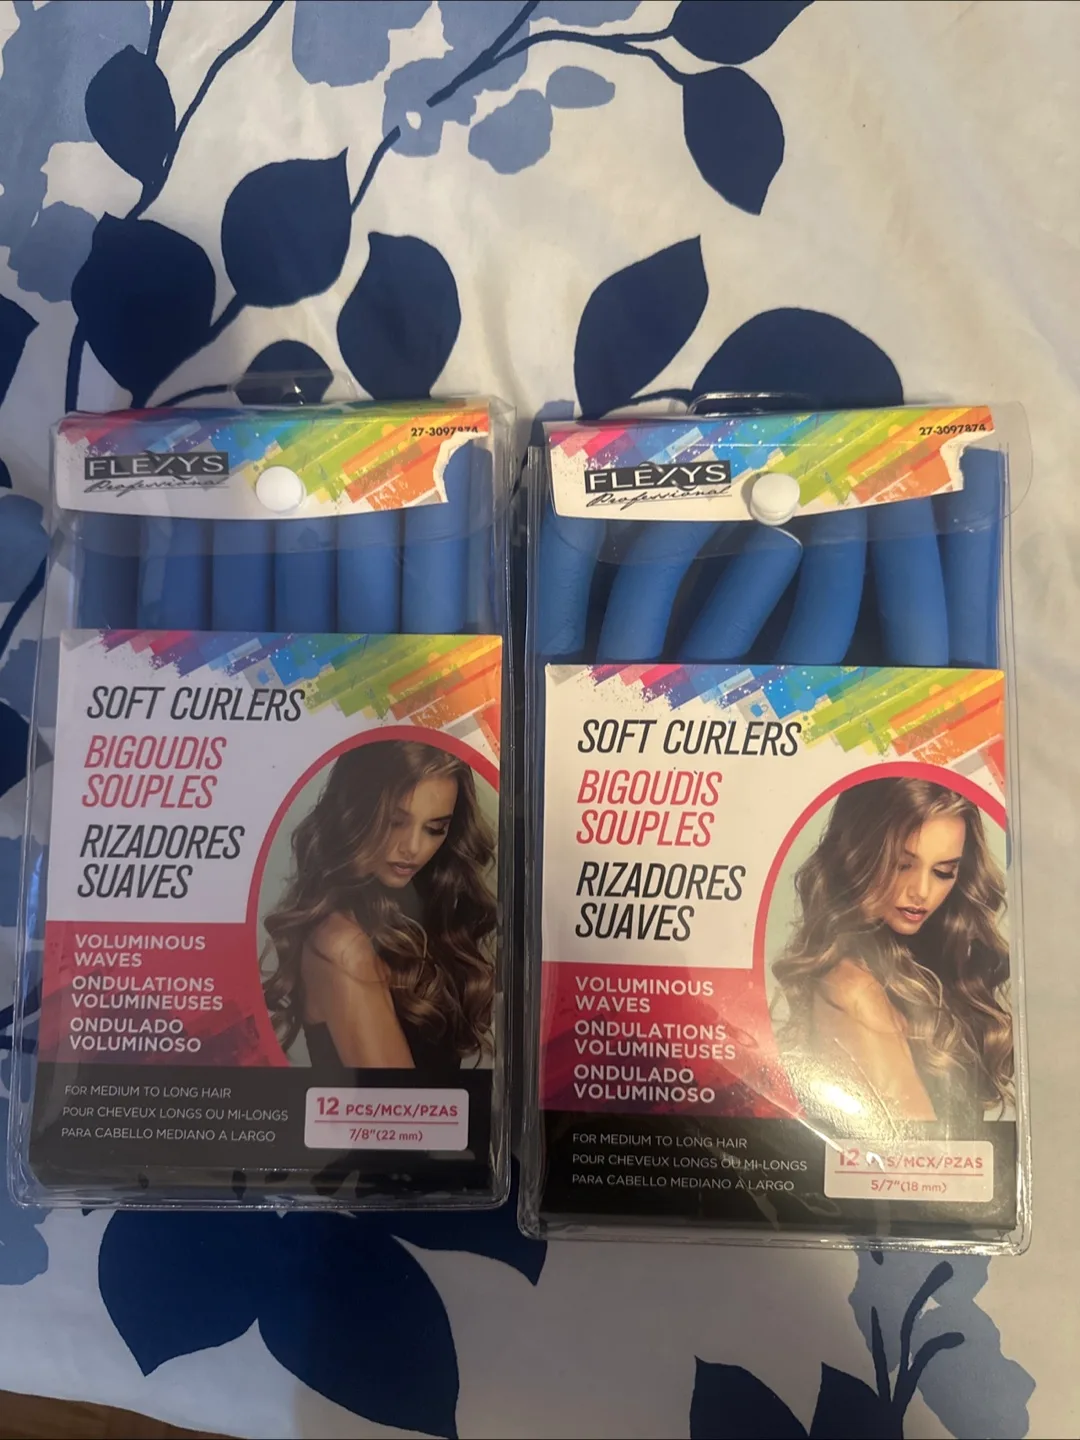 27-3097874
FLEXYS
Professional
SOFT CURLERS
BIGOUDIS
SOUPLES
RIZADORES
SUAVES
VOLUMINOUS
WAVES
ONDULATIONS
VOLUMINEUSES
ONDULADO
VOLUMINOSO
FOR MEDIUM TO LONG HAIR
POUR CHEVEUX LONGS OU MI-LONGS
PARA CABELLO MEDIANO A LARGO
12 PCS/MCX/PZAS
7/8"(22 mm)
27-3097874
FLÊXYS
Professional
SOFT CURLERS
BIGOUDIS
SOUPLES
RIZADORES
SUAVES
VOLUMINOUS
WAVES
ONDULATIONS
VOLUMINEUSES
ONDULADO
VOLUMINOSO
FOR MEDIUM TO LONG HAIR
POUR CHEVEUX LONGS OU MI-LONGS
PARA CABELLO MEDIANO A LARGO
12 PCS/MCX/PZAS
5/7"(18 mm)